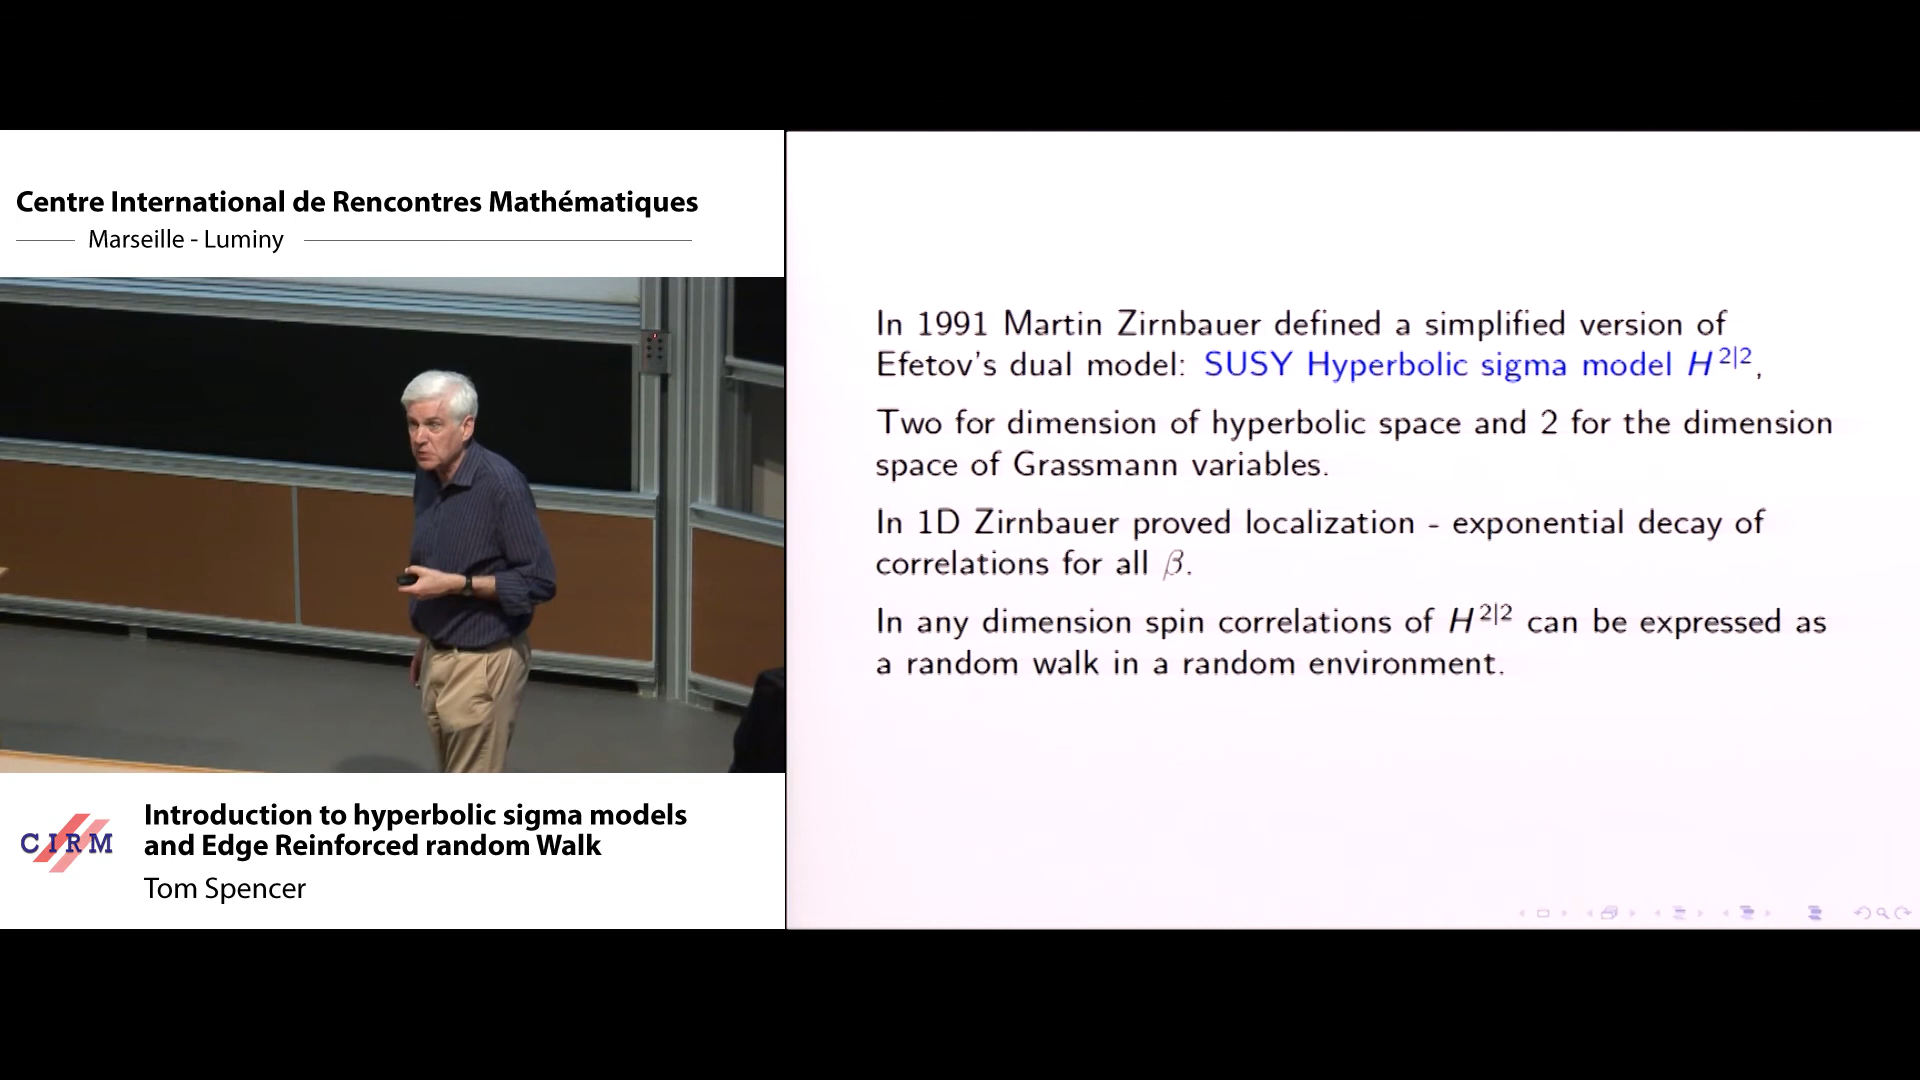 Centre International de Rencontres Mathématiques
Marseille - Luminy
CIRM
Introduction to hyperbolic sigma models
and Edge Reinforced random Walk
Tom Spencer
In 1991 Martin Zirnbauer defined a simplified version of
Efetov's dual model: SUSY Hyperbolic sigma model H^{2|2},
Two for dimension of hyperbolic space and 2 for the dimension
space of Grassmann variables.
In 1D Zirnbauer proved localization - exponential decay of
correlations for all β.
In any dimension spin correlations of H^{2|2} can be expressed as
a random walk in a random environment.